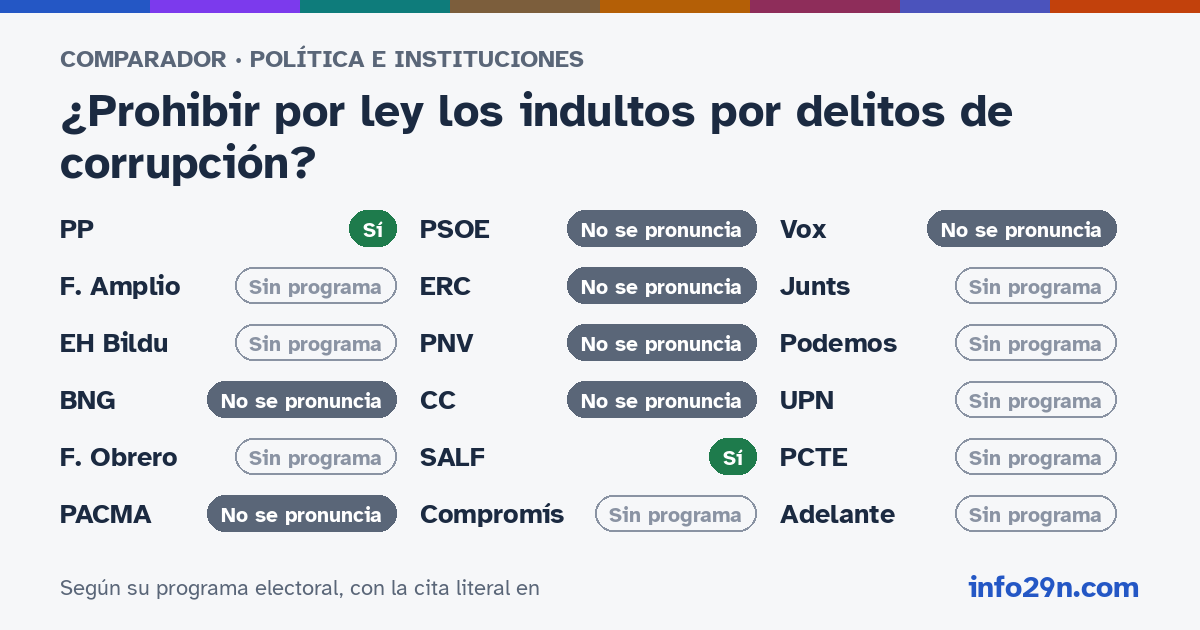 COMPARADOR · POLÍTICA E INSTITUCIONES
¿Prohibir por ley los indultos por delitos de
corrupción?
PP Sí PSOE No se pronuncia Vox No se pronuncia
F. Amplio Sin programa ERC No se pronuncia Junts Sin programa
EH Bildu Sin programa PNV No se pronuncia Podemos Sin programa
BNG No se pronuncia CC No se pronuncia UPN Sin programa
F. Obrero Sin programa SALF Sí PCTE Sin programa
PACMA No se pronuncia Compromís Sin programa Adelante Sin programa
Según su programa electoral, con la cita literal en info29n.com